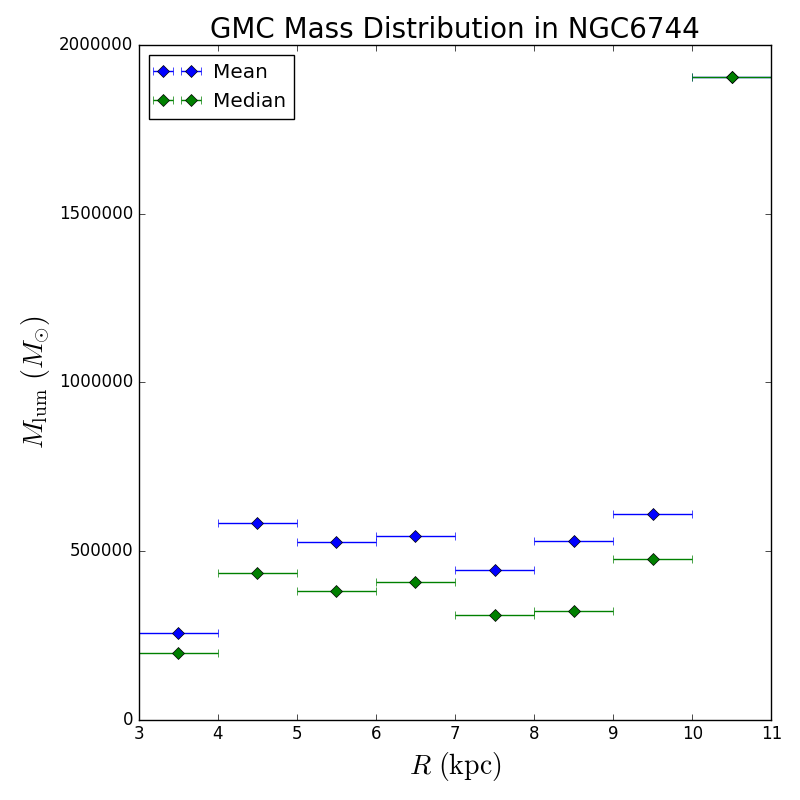 GMC Mass Distribution in NGC6744
2000000
1500000
1000000
500000
0
Mean
Median
M_lum (M_⊙)
3 4 5 6 7 8 9 10 11
R (kpc)